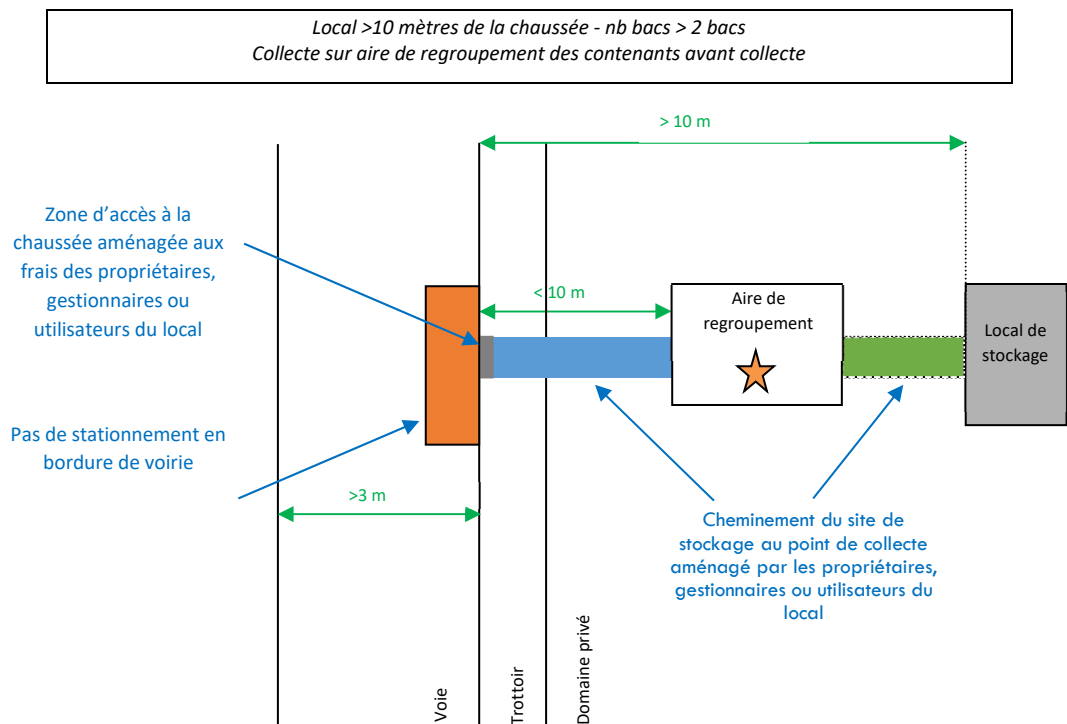 Local >10 mètres de la chaussée - nb bacs > 2 bacs
Collecte sur aire de regroupement des contenants avant collecte
> 10 m
Zone d’accès à la
chaussée aménagée aux
frais des propriétaires,
gestionnaires ou
utilisateurs du local
< 10 m
Aire de
regroupement
Local de
stockage
Pas de stationnement en
bordure de voirie
>3 m
Cheminement du site de
stockage au point de collecte
aménagé par les propriétaires,
gestionnaires ou utilisateurs du
local
Voie
Trottoir
Domaine privé